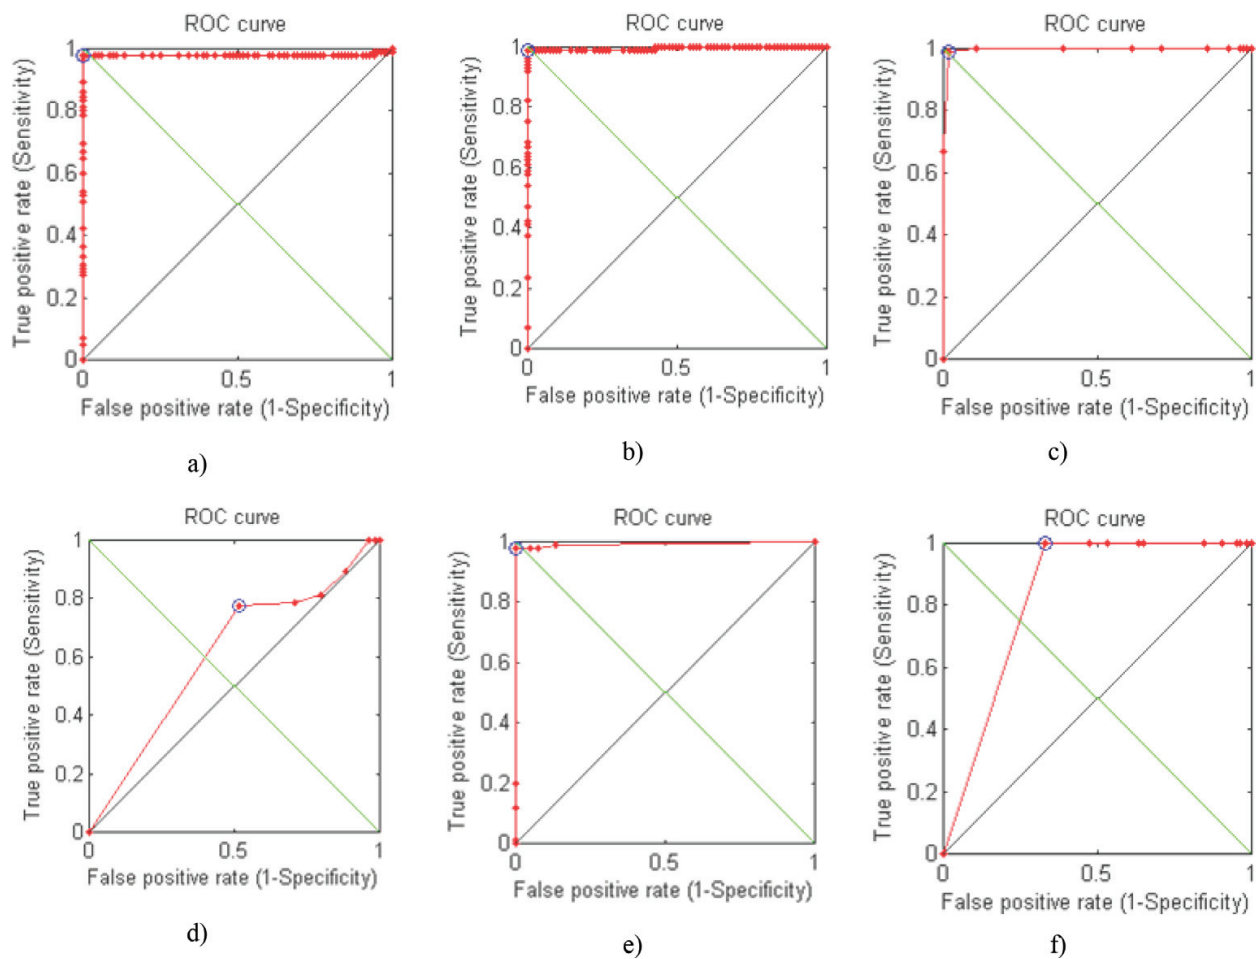 ROC curve
True positive rate (Sensitivity)
1
0.8
0.6
0.4
0.2
0
0
0.5
1
False positive rate (1-Specificity)
a)
ROC curve
True positive rate (Sensitivity)
1
0.8
0.6
0.4
0.2
0
0
0.5
1
False positive rate (1-Specificity)
b)
ROC curve
True positive rate (Sensitivity)
1
0.8
0.6
0.4
0.2
0
0
0.5
1
False positive rate (1-Specificity)
c)
ROC curve
True positive rate (Sensitivity)
1
0.8
0.6
0.4
0.2
0
0
0.5
1
False positive rate (1-Specificity)
d)
ROC curve
True positive rate (Sensitivity)
1
0.8
0.6
0.4
0.2
0
0
0.5
1
False positive rate (1-Specificity)
e)
ROC curve
True positive rate (Sensitivity)
1
0.8
0.6
0.4
0.2
0
0
0.5
1
False positive rate (1-Specificity)
f)